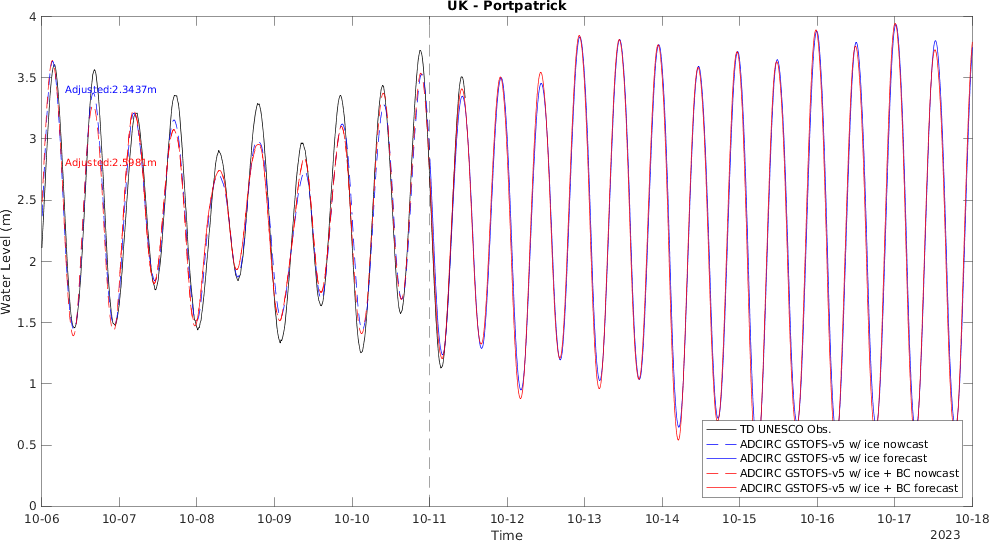 UK - Portpatrick
4
3.5
3
2.5
2
1.5
1
0.5
0
Water Level (m)
Adjusted:2.3437m
Adjusted:2.5981m
TD UNESCO Obs.
ADCIRC GSTOFS-v5 w/ ice nowcast
ADCIRC GSTOFS-v5 w/ ice forecast
ADCIRC GSTOFS-v5 w/ ice + BC nowcast
ADCIRC GSTOFS-v5 w/ ice + BC forecast
10-06 10-07 10-08 10-09 10-10 10-11 10-12 10-13 10-14 10-15 10-16 10-17 10-18
Time
2023